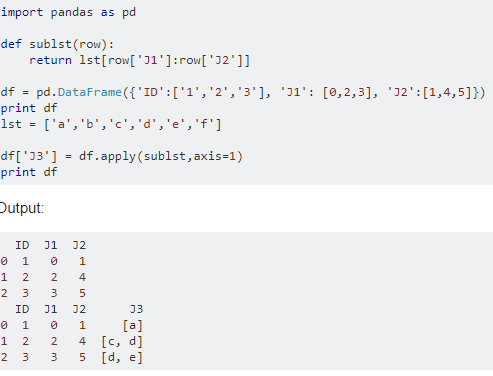 import pandas as pd
def sublst(row):
    return lst[row['J1']:row['J2']]
df = pd.DataFrame({'ID':['1','2','3'], 'J1': [0,2,3], 'J2':[1,4,5]})
print df
lst = ['a','b','c','d','e','f']
df['J3'] = df.apply(sublst,axis=1)
print df
Output:
  ID  J1  J2
0  1   0   1
1  2   2   4
2  3   3   5
  ID  J1  J2      J3
0  1   0   1     [a]
1  2   2   4  [c, d]
2  3   3   5  [d, e]